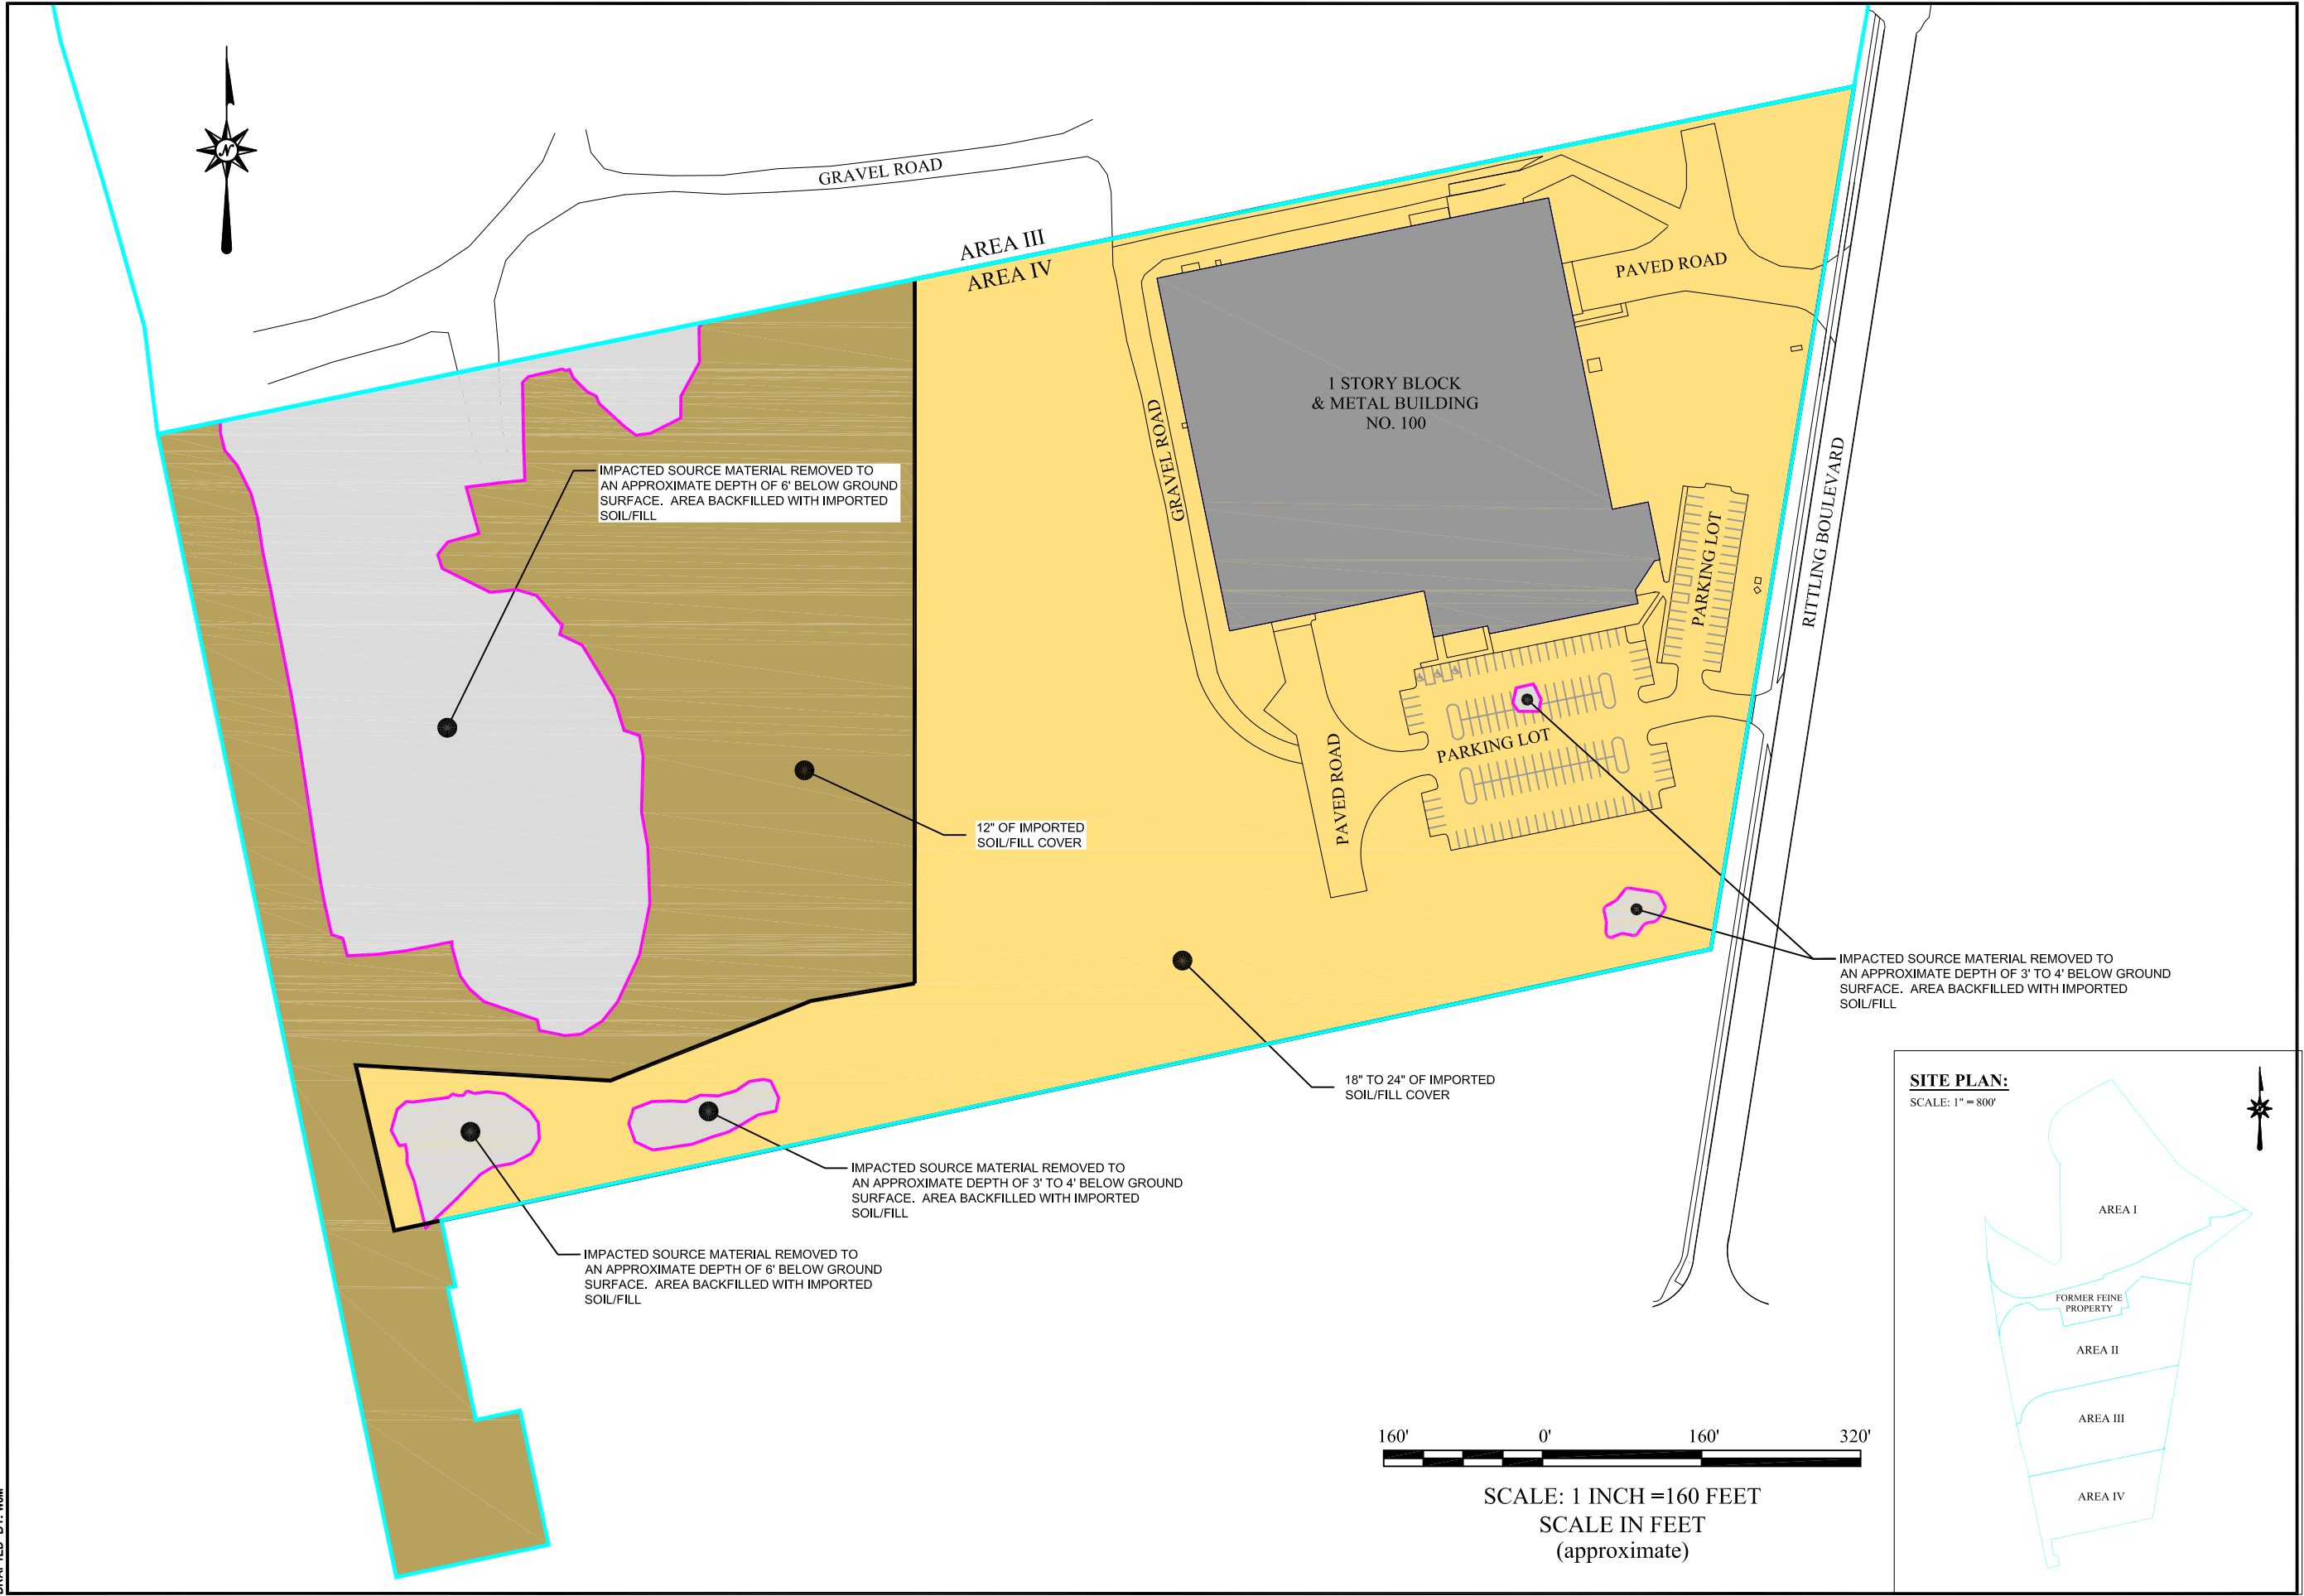 N
GRAVEL ROAD
AREA III
AREA IV
PAVED ROAD
1 STORY BLOCK
& METAL BUILDING
NO. 100
GRAVEL ROAD
IMPACTED SOURCE MATERIAL REMOVED TO
AN APPROXIMATE DEPTH OF 6' BELOW GROUND
SURFACE. AREA BACKFILLED WITH IMPORTED
SOIL/FILL
PARKING LOT
RITTLING BOULEVARD
PARKING LOT
PAVED ROAD
12" OF IMPORTED
SOIL/FILL COVER
IMPACTED SOURCE MATERIAL REMOVED TO
AN APPROXIMATE DEPTH OF 3' TO 4' BELOW GROUND
SURFACE. AREA BACKFILLED WITH IMPORTED
SOIL/FILL
18" TO 24" OF IMPORTED
SOIL/FILL COVER
IMPACTED SOURCE MATERIAL REMOVED TO
AN APPROXIMATE DEPTH OF 3' TO 4' BELOW GROUND
SURFACE. AREA BACKFILLED WITH IMPORTED
SOIL/FILL
IMPACTED SOURCE MATERIAL REMOVED TO
AN APPROXIMATE DEPTH OF 6' BELOW GROUND
SURFACE. AREA BACKFILLED WITH IMPORTED
SOIL/FILL
SITE PLAN:
SCALE: 1" = 800'
AREA I
FORMER FEINE
PROPERTY
AREA II
AREA III
AREA IV
160' 0' 160' 320'
SCALE: 1 INCH =160 FEET
SCALE IN FEET
(approximate)